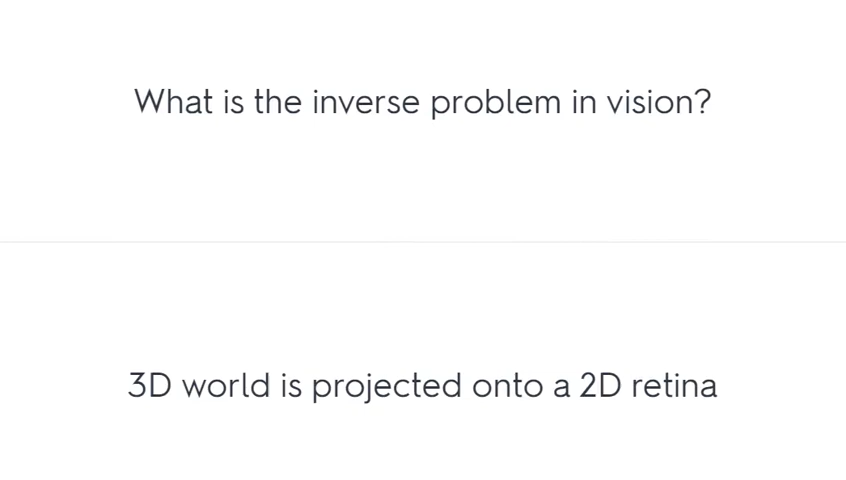 What is the inverse problem in vision?
3D world is projected onto a 2D retina